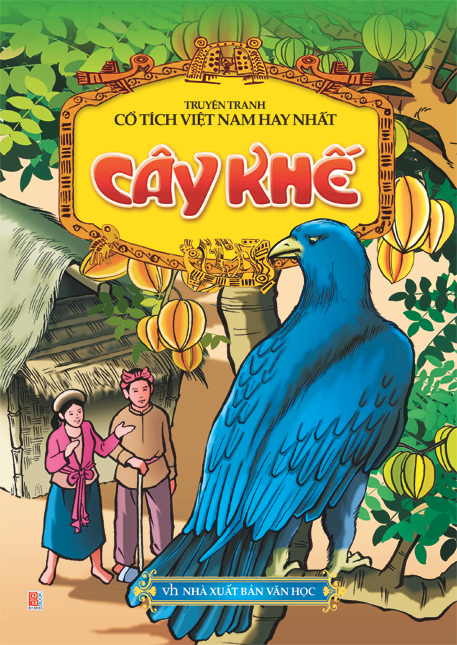 TRUYỆN TRANH
CỔ TÍCH VIỆT NAM HAY NHẤT
CÂY KHẾ
vh NHÀ XUẤT BẢN VĂN HỌC